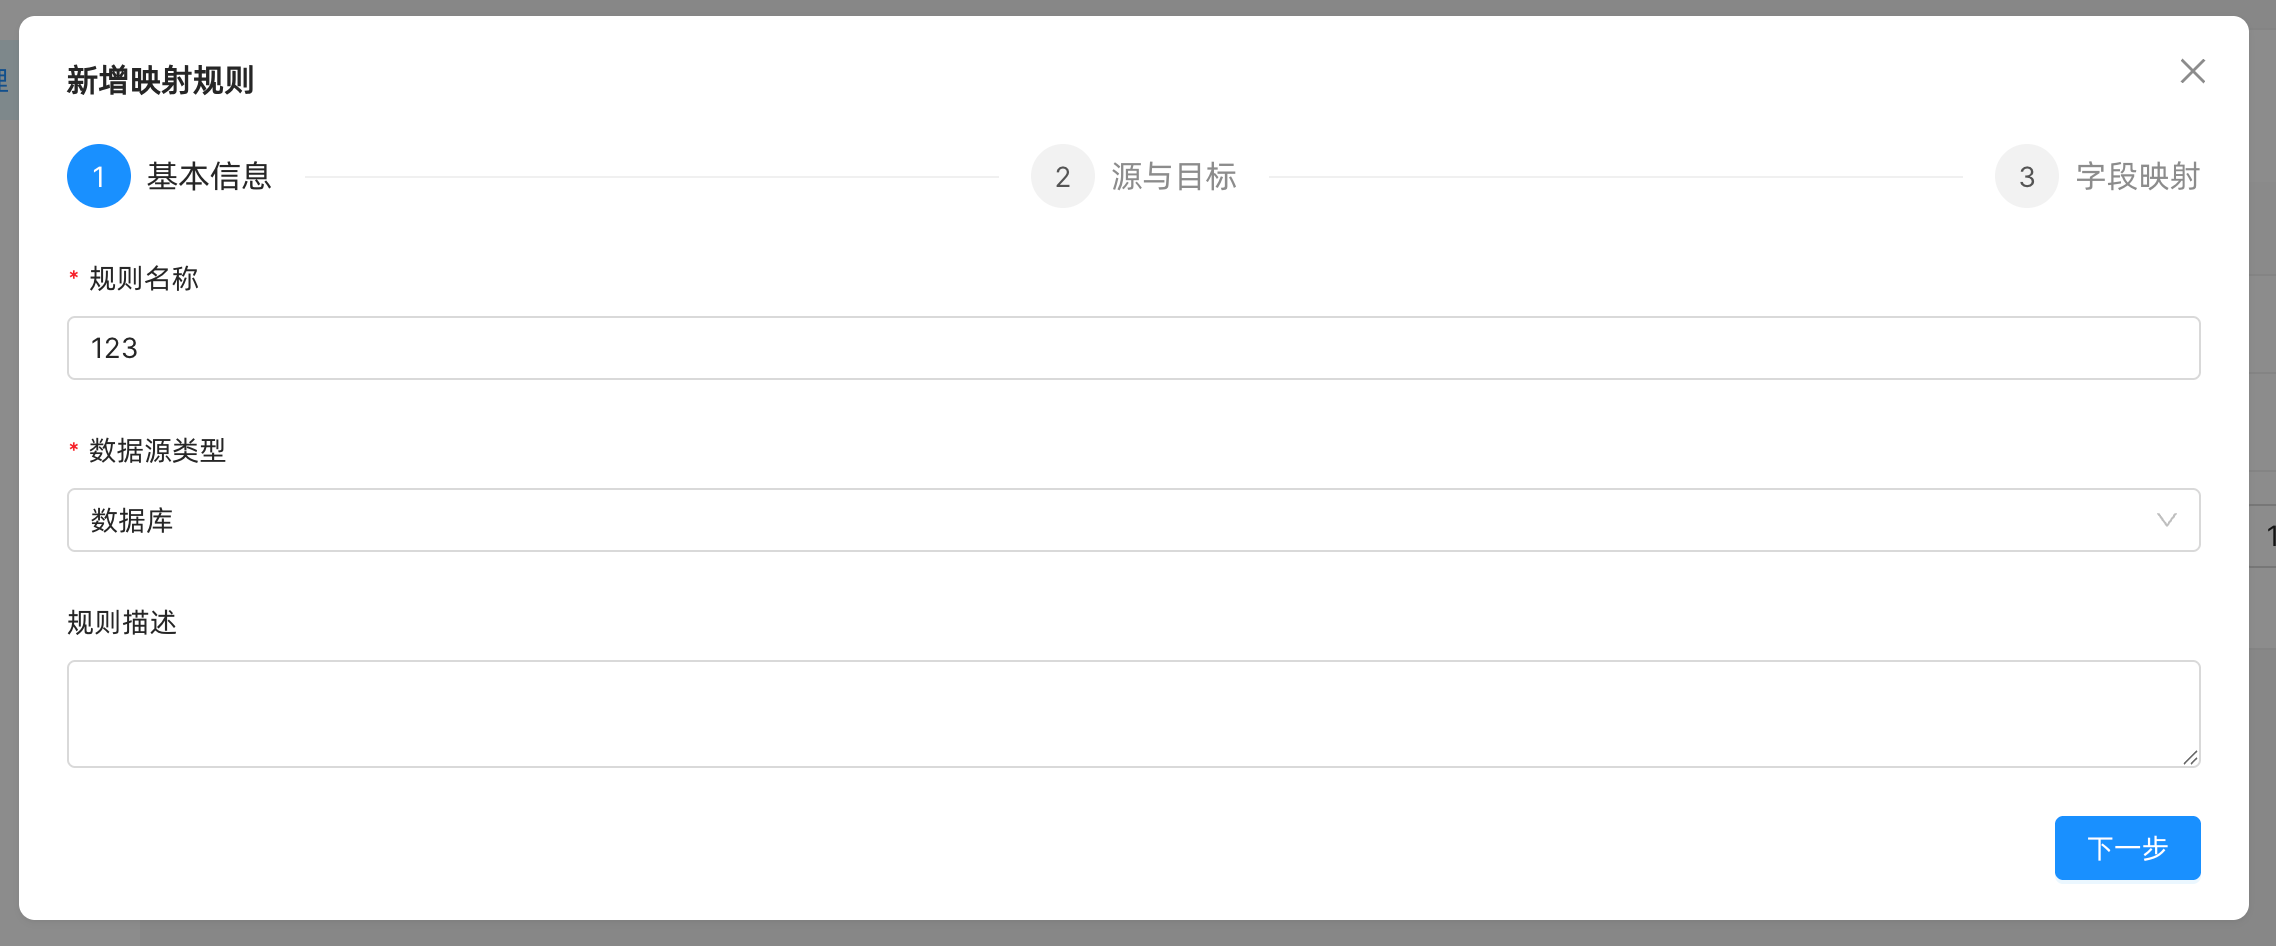 新增映射规则
1 基本信息 2 源与目标 3 字段映射
* 规则名称
123
* 数据源类型
数据库
规则描述
下一步